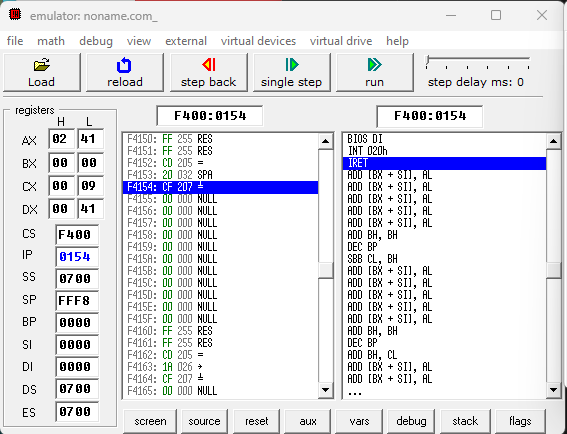 emulator: noname.com_
file math debug view external virtual devices virtual drive help
Load reload step back single step run step delay ms: 0
registers
H L
AX 02 41
BX 00 00
CX 00 09
DX 00 41
CS F400
IP 0154
SS 0700
SP FFF8
BP 0000
SI 0000
DI 0000
DS 0700
ES 0700
F400:0154
F4150: FF 255 RES
F4151: FF 255 RES
F4152: CD 205 =
F4153: 20 032 SPA
F4154: CF 207 ╧
F4155: 00 000 NULL
F4156: 00 000 NULL
F4157: 00 000 NULL
F4158: 00 000 NULL
F4159: 00 000 NULL
F415A: 00 000 NULL
F415B: 00 000 NULL
F415C: 00 000 NULL
F415D: 00 000 NULL
F415E: 00 000 NULL
F415F: 00 000 NULL
F4160: FF 255 RES
F4161: FF 255 RES
F4162: CD 205 =
F4163: 1A 026 →
F4164: CF 207 ╧
F4165: 00 000 NULL
F400:0154
BIOS DI
INT 020h
IRET
ADD [BX + SI], AL
ADD [BX + SI], AL
ADD [BX + SI], AL
ADD [BX + SI], AL
ADD [BX + SI], AL
ADD BH, BH
DEC BP
SBB CL, BH
ADD [BX + SI], AL
ADD [BX + SI], AL
ADD [BX + SI], AL
ADD [BX + SI], AL
ADD [BX + SI], AL
ADD BH, BH
DEC BP
ADD BH, CL
ADD [BX + SI], AL
ADD [BX + SI], AL
...
screen source reset aux vars debug stack flags